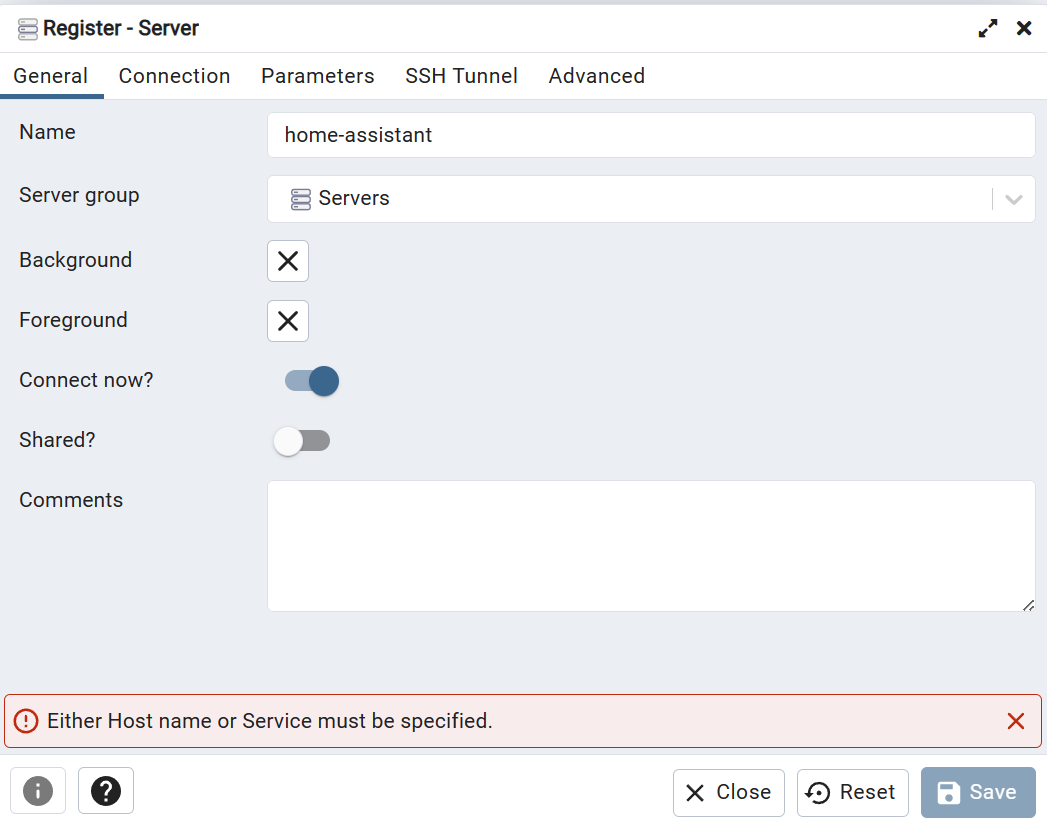 Register - Server
General Connection Parameters SSH Tunnel Advanced
Name home-assistant
Server group Servers
Background
Foreground
Connect now?
Shared?
Comments
Either Host name or Service must be specified.
Close Reset Save